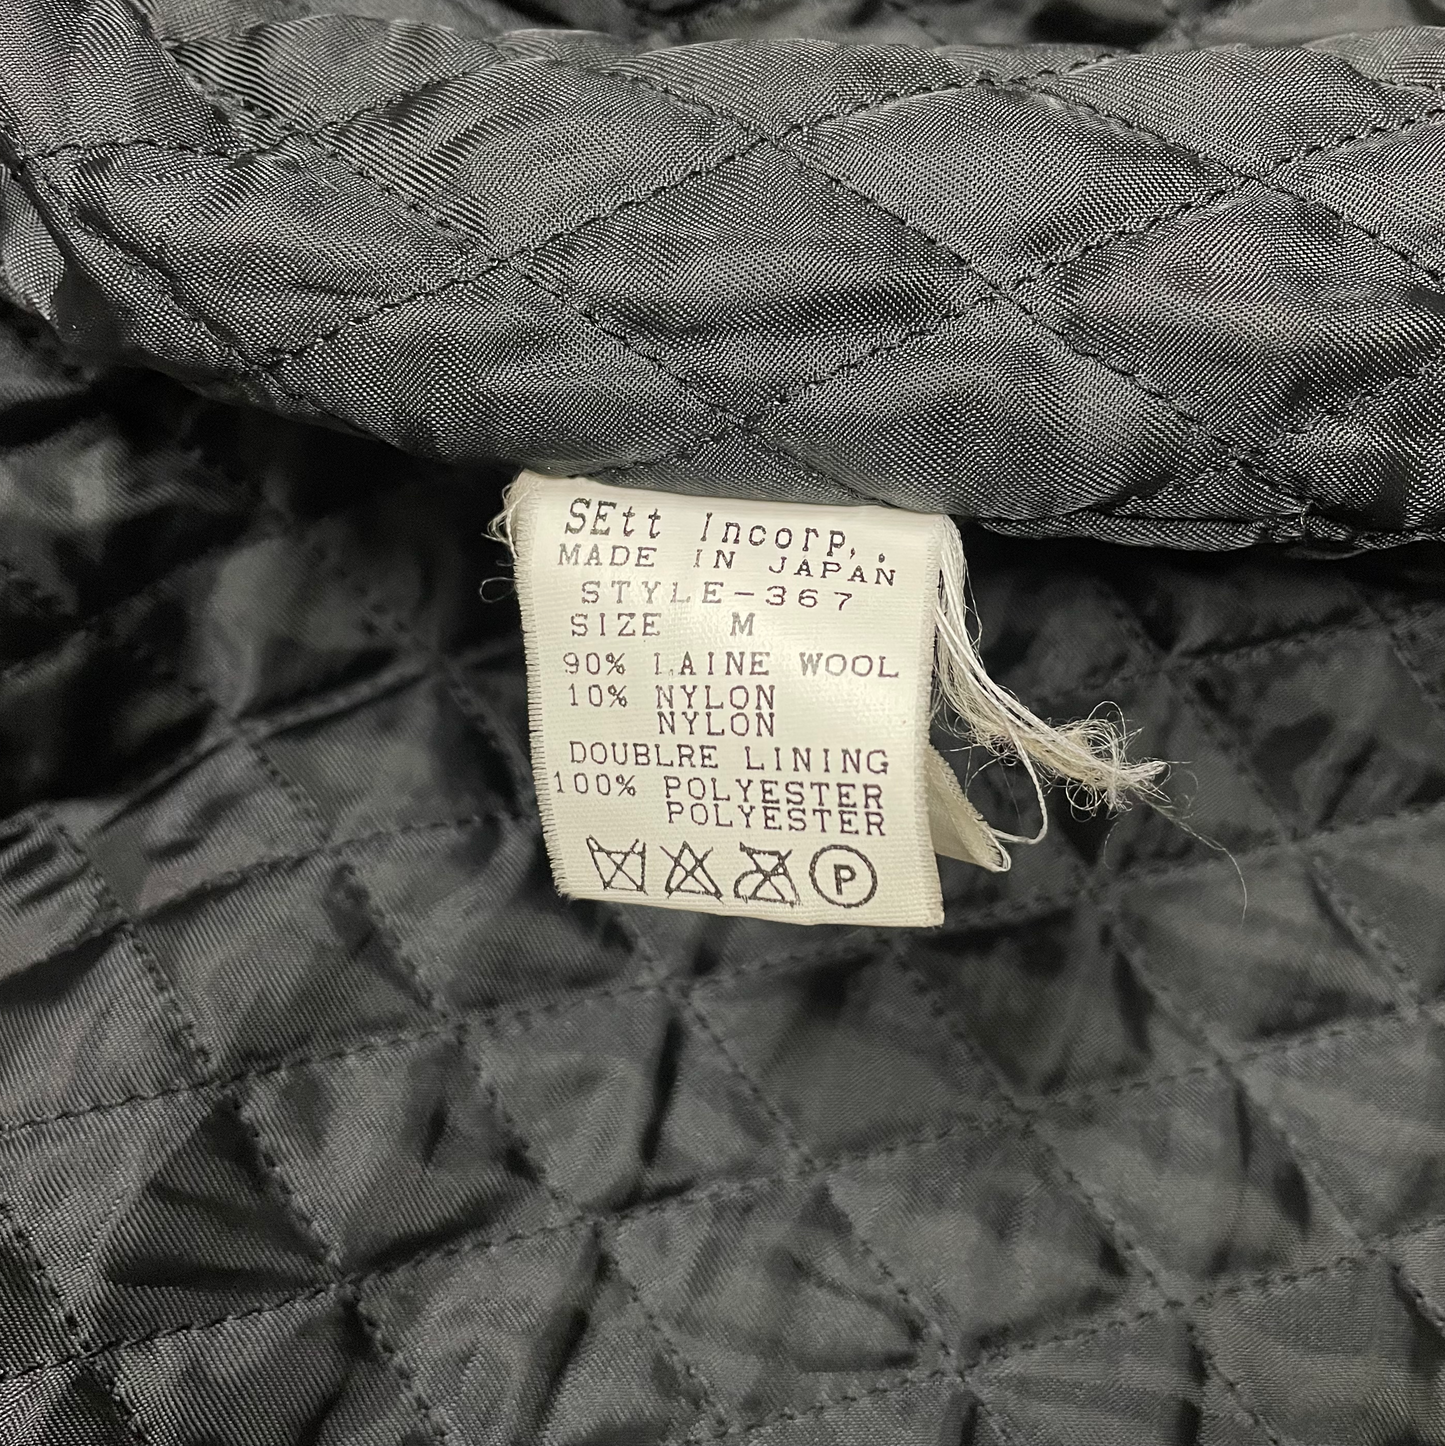 SEtt Incorp,.
MADE IN JAPAN
STYLE-367
SIZE M
90% LAINE WOOL
10% NYLON
NYLON
DOUBLRE LINING
100% POLYESTER
POLYESTER
P